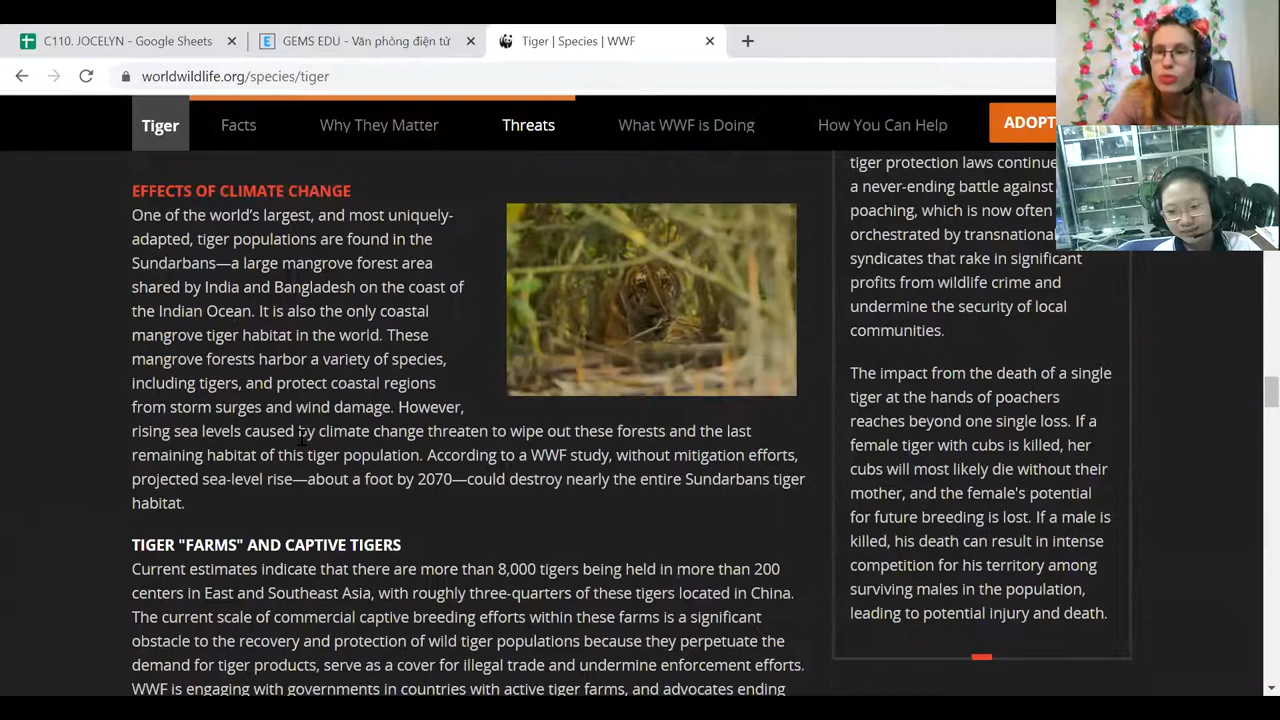 C110. JOCELYN - Google Sheets
GEMS EDU - Văn phòng điện tử
Tiger | Species | WWF
worldwildlife.org/species/tiger
Tiger
Facts
Why They Matter
Threats
What WWF is Doing
How You Can Help
ADOPT
EFFECTS OF CLIMATE CHANGE
One of the world's largest, and most uniquely-
adapted, tiger populations are found in the
Sundarbans—a large mangrove forest area
shared by India and Bangladesh on the coast of
the Indian Ocean. It is also the only coastal
mangrove tiger habitat in the world. These
mangrove forests harbor a variety of species,
including tigers, and protect coastal regions
from storm surges and wind damage. However,
rising sea levels caused by climate change threaten to wipe out these forests and the last
remaining habitat of this tiger population. According to a WWF study, without mitigation efforts,
projected sea-level rise—about a foot by 2070—could destroy nearly the entire Sundarbans tiger
habitat.
TIGER "FARMS" AND CAPTIVE TIGERS
Current estimates indicate that there are more than 8,000 tigers being held in more than 200
centers in East and Southeast Asia, with roughly three-quarters of these tigers located in China.
The current scale of commercial captive breeding efforts within these farms is a significant
obstacle to the recovery and protection of wild tiger populations because they perpetuate the
demand for tiger products, serve as a cover for illegal trade and undermine enforcement efforts.
WWF is engaging with governments in countries with active tiger farms, and advocates ending
tiger protection laws continue
a never-ending battle against
poaching, which is now often
orchestrated by transnational
syndicates that rake in significant
profits from wildlife crime and
undermine the security of local
communities.
The impact from the death of a single
tiger at the hands of poachers
reaches beyond one single loss. If a
female tiger with cubs is killed, her
cubs will most likely die without their
mother, and the female's potential
for future breeding is lost. If a male is
killed, his death can result in intense
competition for his territory among
surviving males in the population,
leading to potential injury and death.